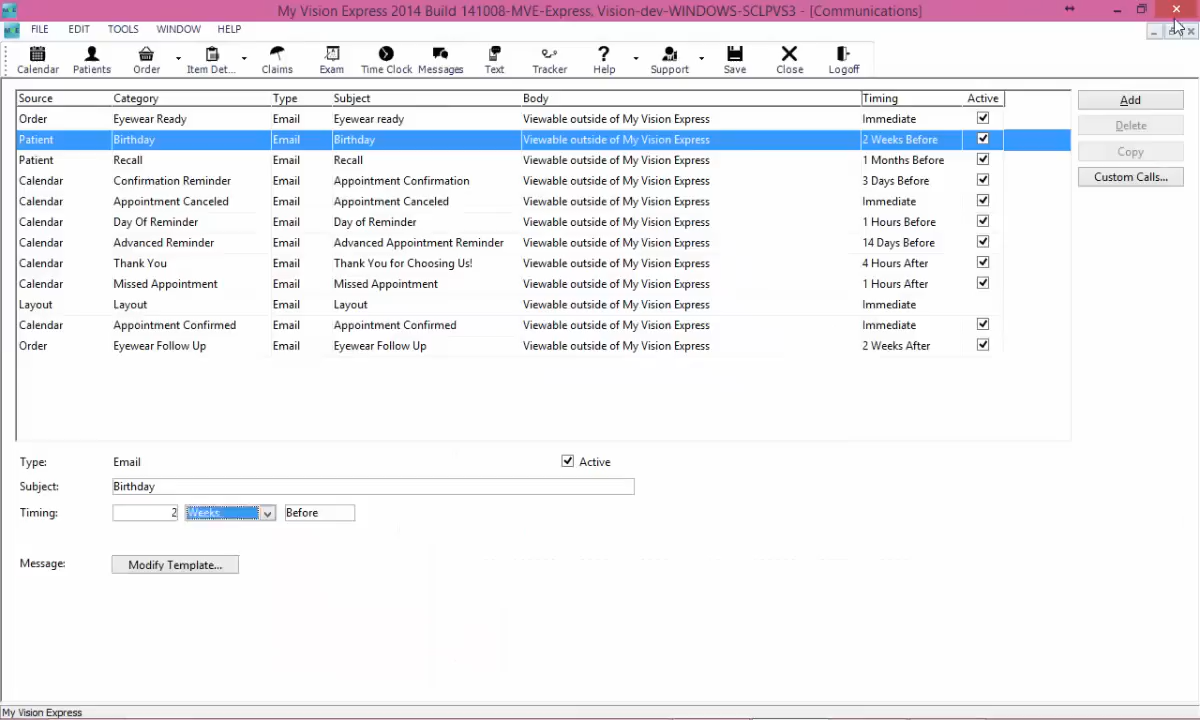 My Vision Express 2014 Build 141008-MVE-Express, Vision-dev-WINDOWS-SCLPVS3 - [Communications]
FILE EDIT TOOLS WINDOW HELP
Calendar Patients Order Item Det... Claims Exam Time Clock Messages Text Tracker Help Support Save Close Logoff
Source Category Type Subject Body Timing Active
Order Eyewear Ready Email Eyewear ready Viewable outside of My Vision Express Immediate
Patient Birthday Email Birthday Viewable outside of My Vision Express 2 Weeks Before
Patient Recall Email Recall Viewable outside of My Vision Express 1 Months Before
Calendar Confirmation Reminder Email Appointment Confirmation Viewable outside of My Vision Express 3 Days Before
Calendar Appointment Canceled Email Appointment Canceled Viewable outside of My Vision Express Immediate
Calendar Day Of Reminder Email Day of Reminder Viewable outside of My Vision Express 1 Hours Before
Calendar Advanced Reminder Email Advanced Appointment Reminder Viewable outside of My Vision Express 14 Days Before
Calendar Thank You Email Thank You for Choosing Us! Viewable outside of My Vision Express 4 Hours After
Calendar Missed Appointment Email Missed Appointment Viewable outside of My Vision Express 1 Hours After
Layout Layout Email Layout Viewable outside of My Vision Express Immediate
Calendar Appointment Confirmed Email Appointment Confirmed Viewable outside of My Vision Express Immediate
Order Eyewear Follow Up Email Eyewear Follow Up Viewable outside of My Vision Express 2 Weeks After
Add
Delete
Copy
Custom Calls...
Type: Email Active
Subject: Birthday
Timing: 2 Weeks Before
Message: Modify Template...
My Vision Express